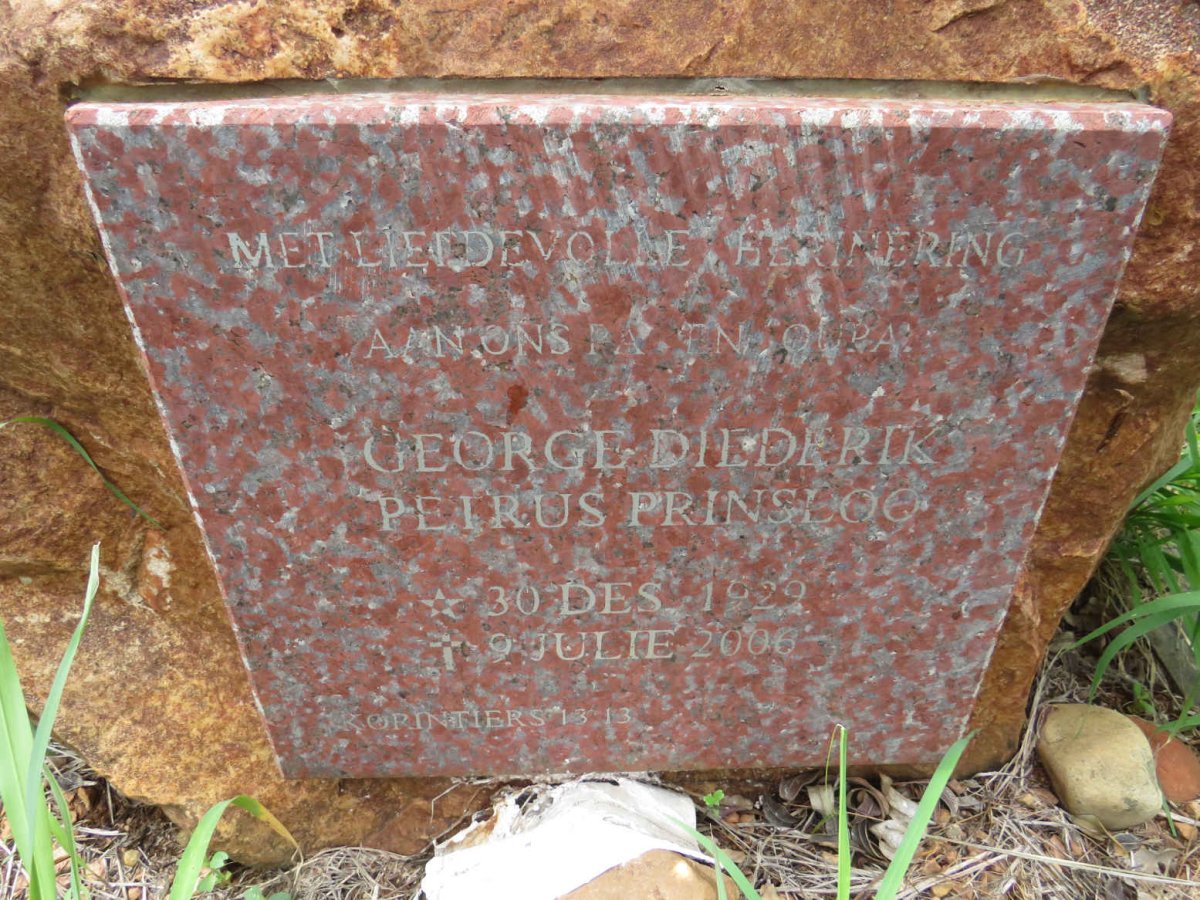 MET LIEFDEVOLLE HERINNERING
AAN ONS PA EN OUPA
GEORGE DIEDERIK
PETRUS PRINSLOO
30 DES 1929
9 JULIE 2006
KORINTIERS 13 13